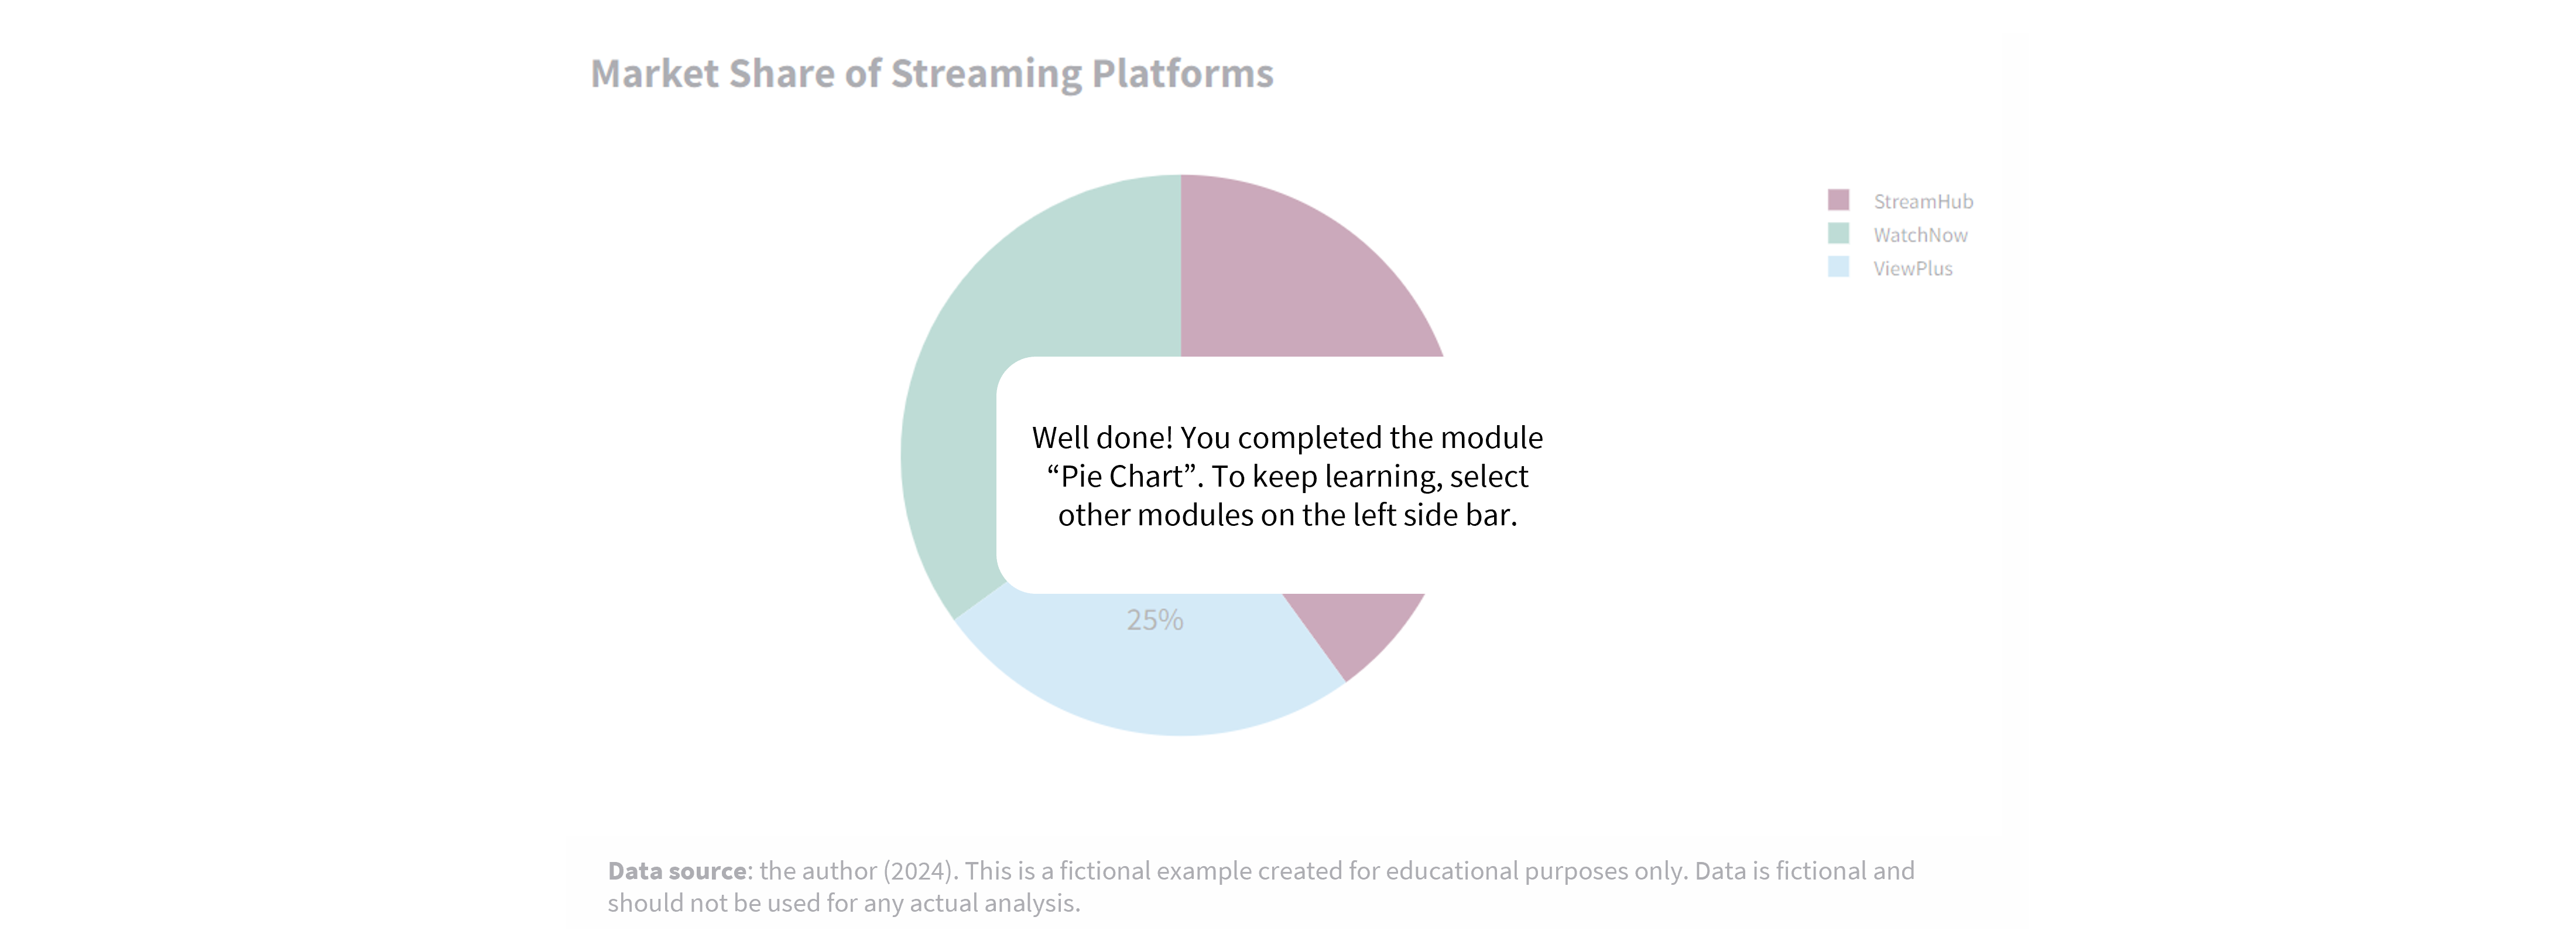 Market Share of Streaming Platforms
StreamHub
WatchNow
ViewPlus
Well done! You completed the module
“Pie Chart”. To keep learning, select
other modules on the left side bar.
25%
Data source: the author (2024). This is a fictional example created for educational purposes only. Data is fictional and
should not be used for any actual analysis.